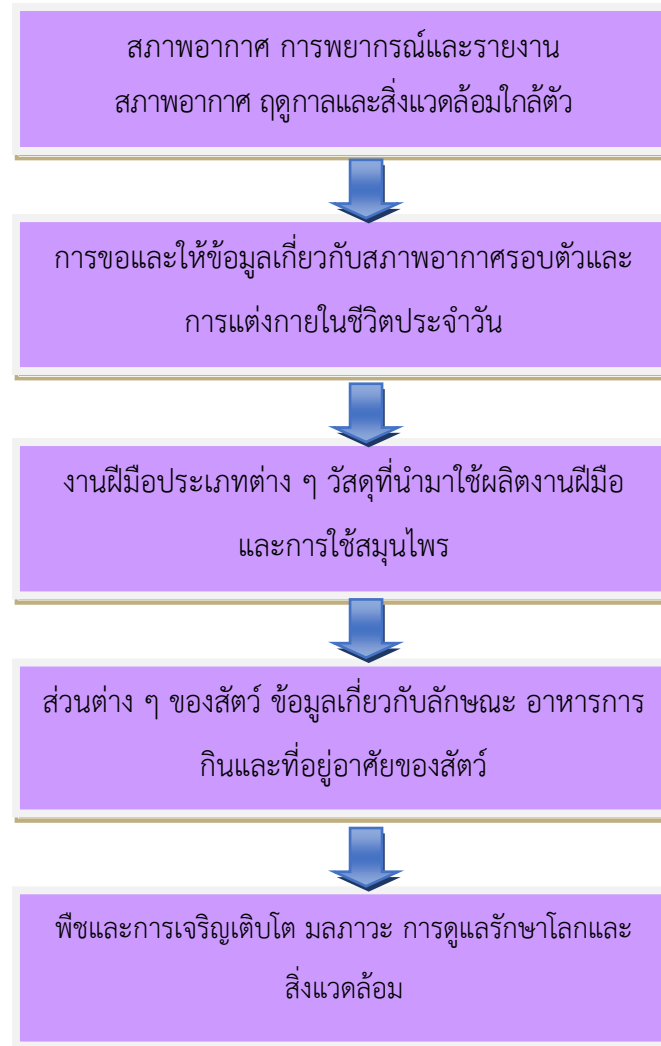 สภาพอากาศ การพยากรณ์และรายงาน
สภาพอากาศ ฤดูกาลและสิ่งแวดล้อมใกล้ตัว
การขอและให้ข้อมูลเกี่ยวกับสภาพอากาศรอบตัวและ
การแต่งกายในชีวิตประจำวัน
งานฝีมือประเภทต่าง ๆ วัสดุที่นำมาใช้ผลิตงานฝีมือ
และการใช้สมุนไพร
ส่วนต่าง ๆ ของสัตว์ ข้อมูลเกี่ยวกับลักษณะ อาหารการ
กินและที่อยู่อาศัยของสัตว์
พืชและการเจริญเติบโต มลภาวะ การดูแลรักษาโลกและ
สิ่งแวดล้อม